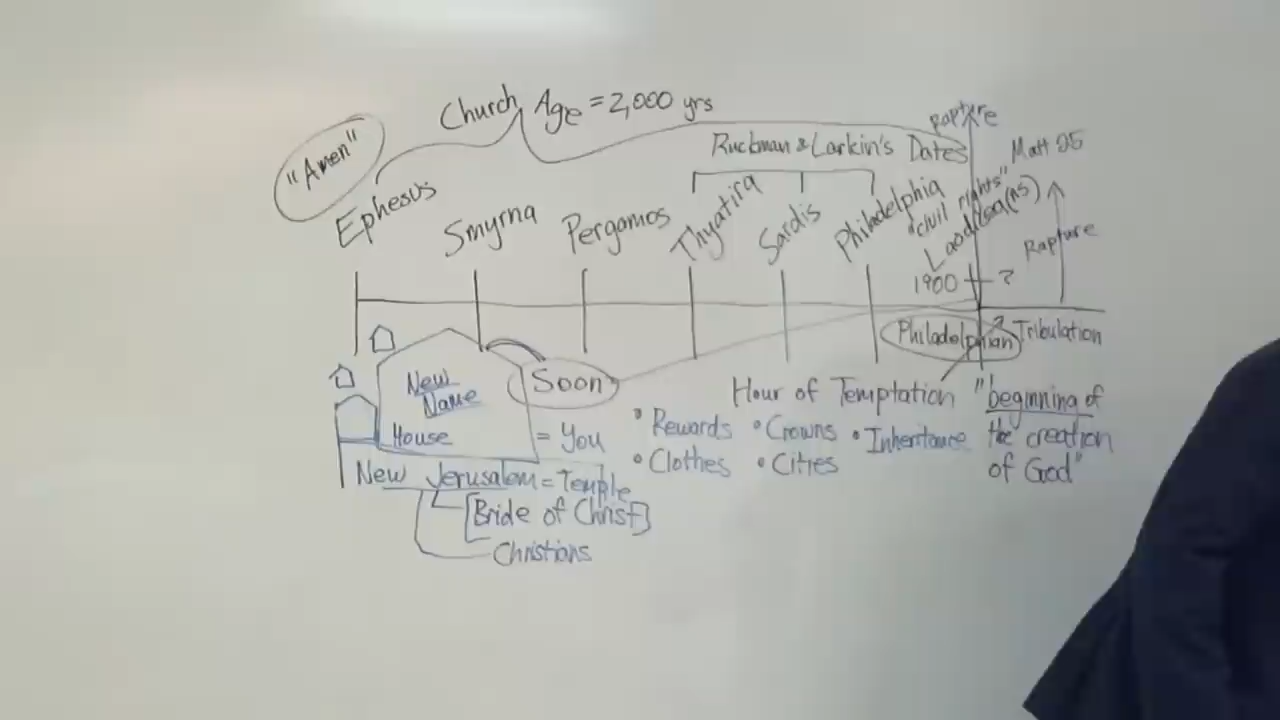 Church Age = 2,000 yrs
Rapture
"Amen"
Ruckman & Larkin's Dates
Matt 25
Ephesus
Smyrna
Pergamos
Thyatira
Sardis
Philadelphia
"civil rights"
Laodicea(ns)
Rapture
1900 ?
Philadelphian
?
Tribulation
New
Name
House
Soon
= You
Hour of Temptation
"beginning of
the creation
of God"
• Rewards • Crowns • Inheritance
• Clothes • Cities
New Jerusalem = Temple
[Bride of Christ]
Christians